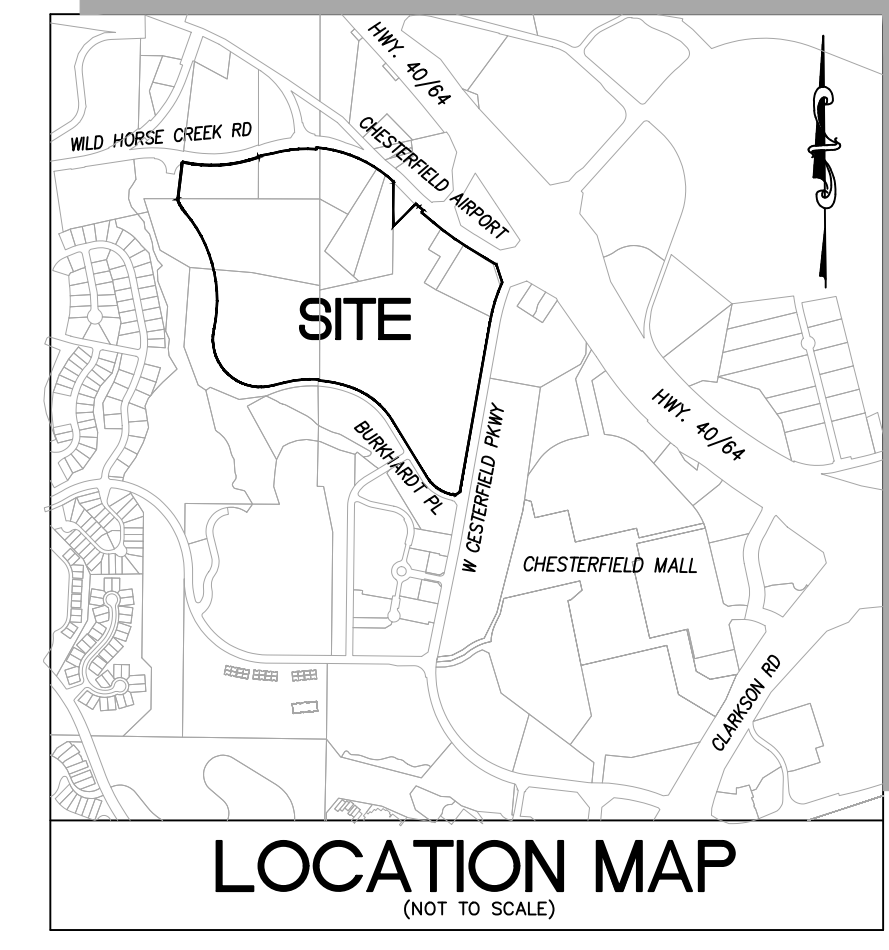 HWY. 40/64
WILD HORSE CREEK RD
CHESTERFIELD AIRPORT
SITE
HWY. 40/64
BURKHARDT PL
W CESTERFIELD PKWY
CHESTERFIELD MALL
CLARKSON RD
LOCATION MAP
(NOT TO SCALE)